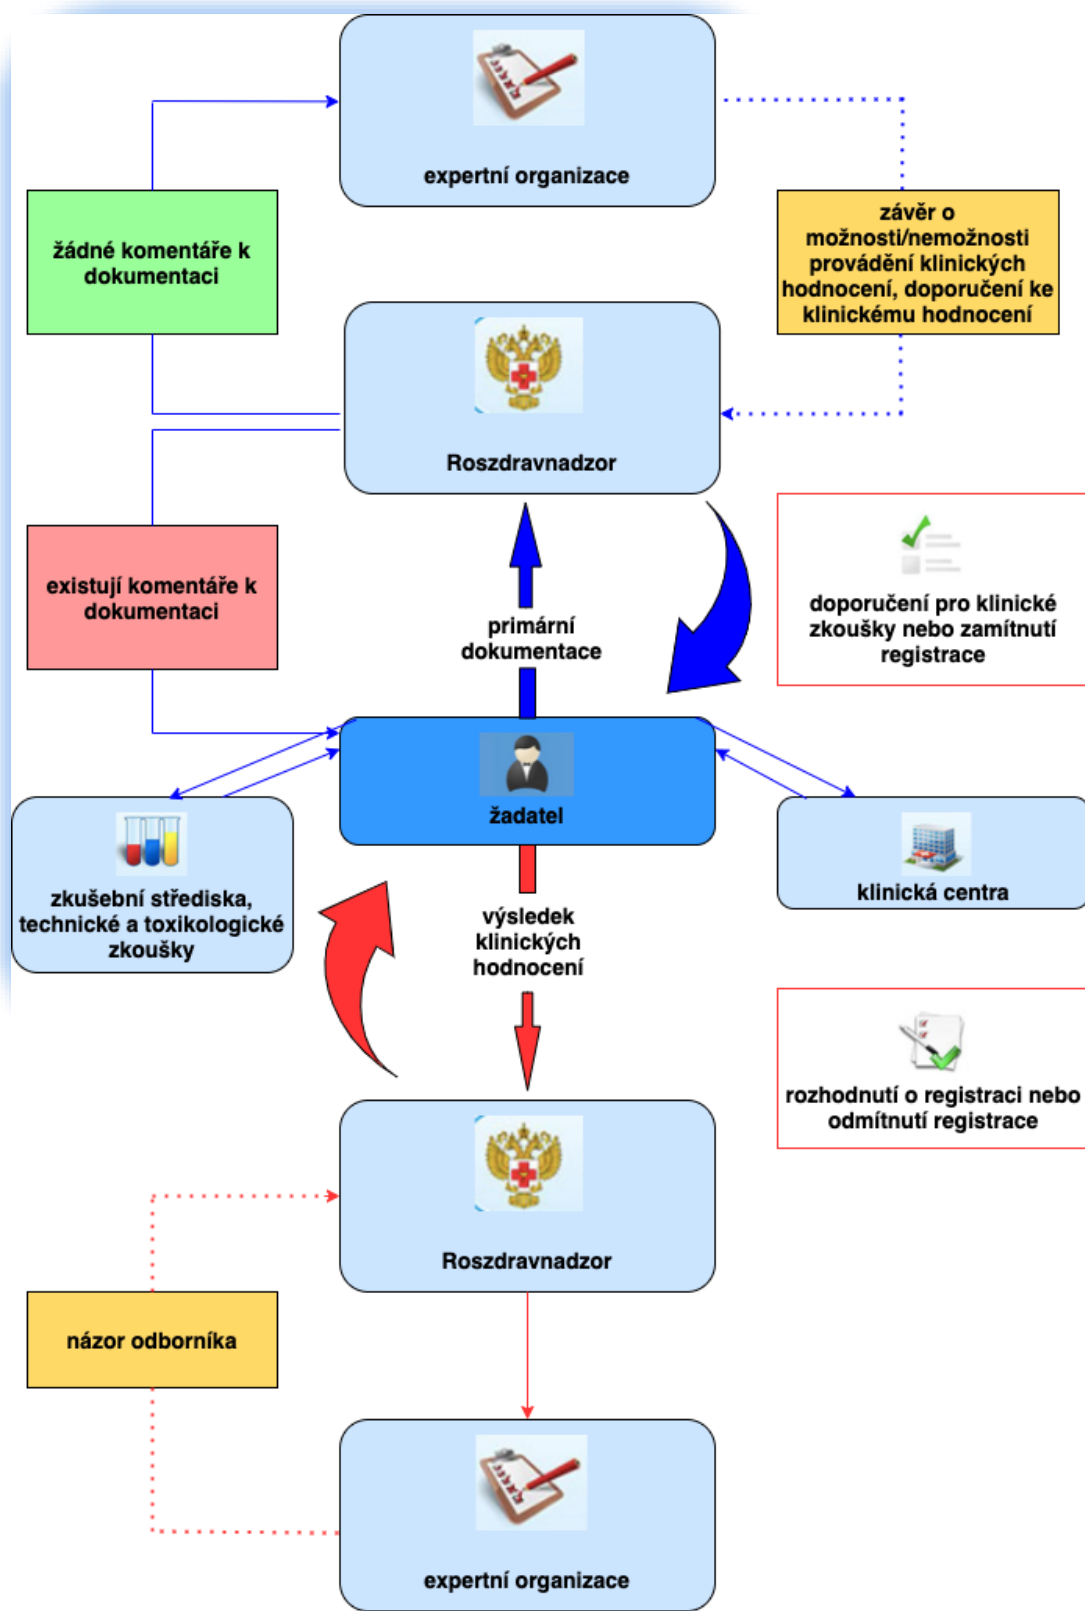 expertní organizace
žádné komentáře k
dokumentaci
závěr o
možnosti/nemožnosti
provádění klinických
hodnocení, doporučení ke
klinickému hodnocení
Roszdravnadzor
existují komentáře k
dokumentaci
primární
dokumentace
doporučení pro klinické
zkoušky nebo zamítnutí
registrace
žadatel
zkušební střediska,
technické a toxikologické
zkoušky
klinická centra
výsledek
klinických
hodnocení
rozhodnutí o registraci nebo
odmítnutí registrace
Roszdravnadzor
názor odborníka
expertní organizace